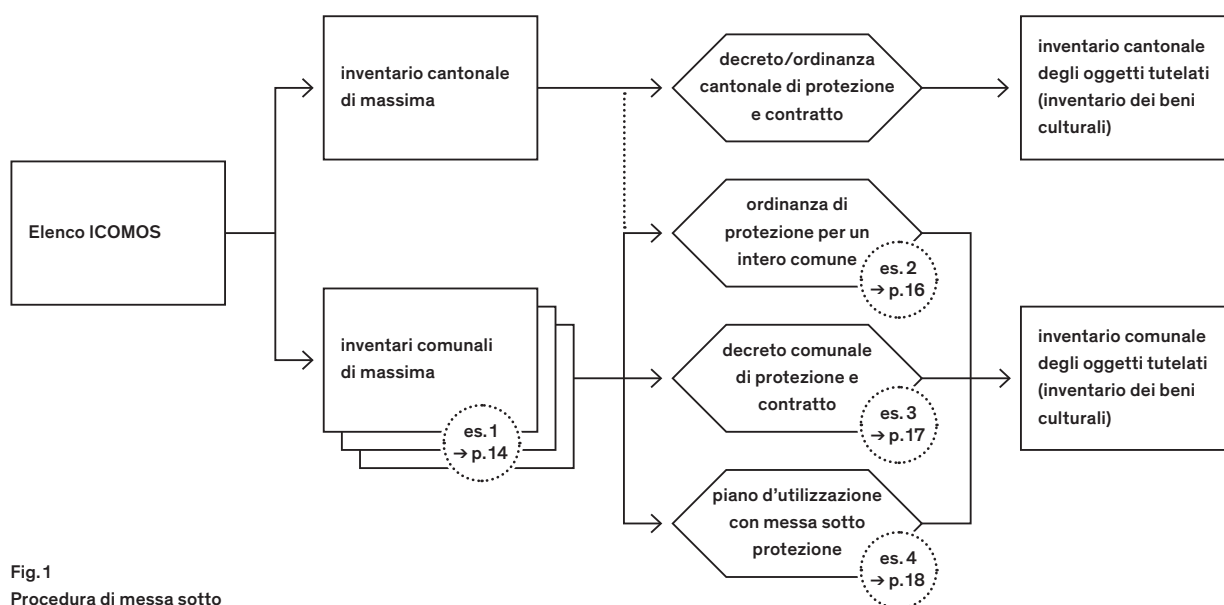 Elenco ICOMOS
inventario cantonale
di massima
inventari comunali
di massima
es. 1
→ p. 14
decreto/ordinanza
cantonale di protezione
e contratto
ordinanza di
protezione per un
intero comune
es. 2
→ p. 16
decreto comunale
di protezione e
contratto
es. 3
→ p. 17
piano d'utilizzazione
con messa sotto
protezione
es. 4
→ p. 18
inventario cantonale
degli oggetti tutelati
(inventario dei beni
culturali)
inventario comunale
degli oggetti tutelati
(inventario dei beni
culturali)
Fig. 1
Procedura di messa sotto